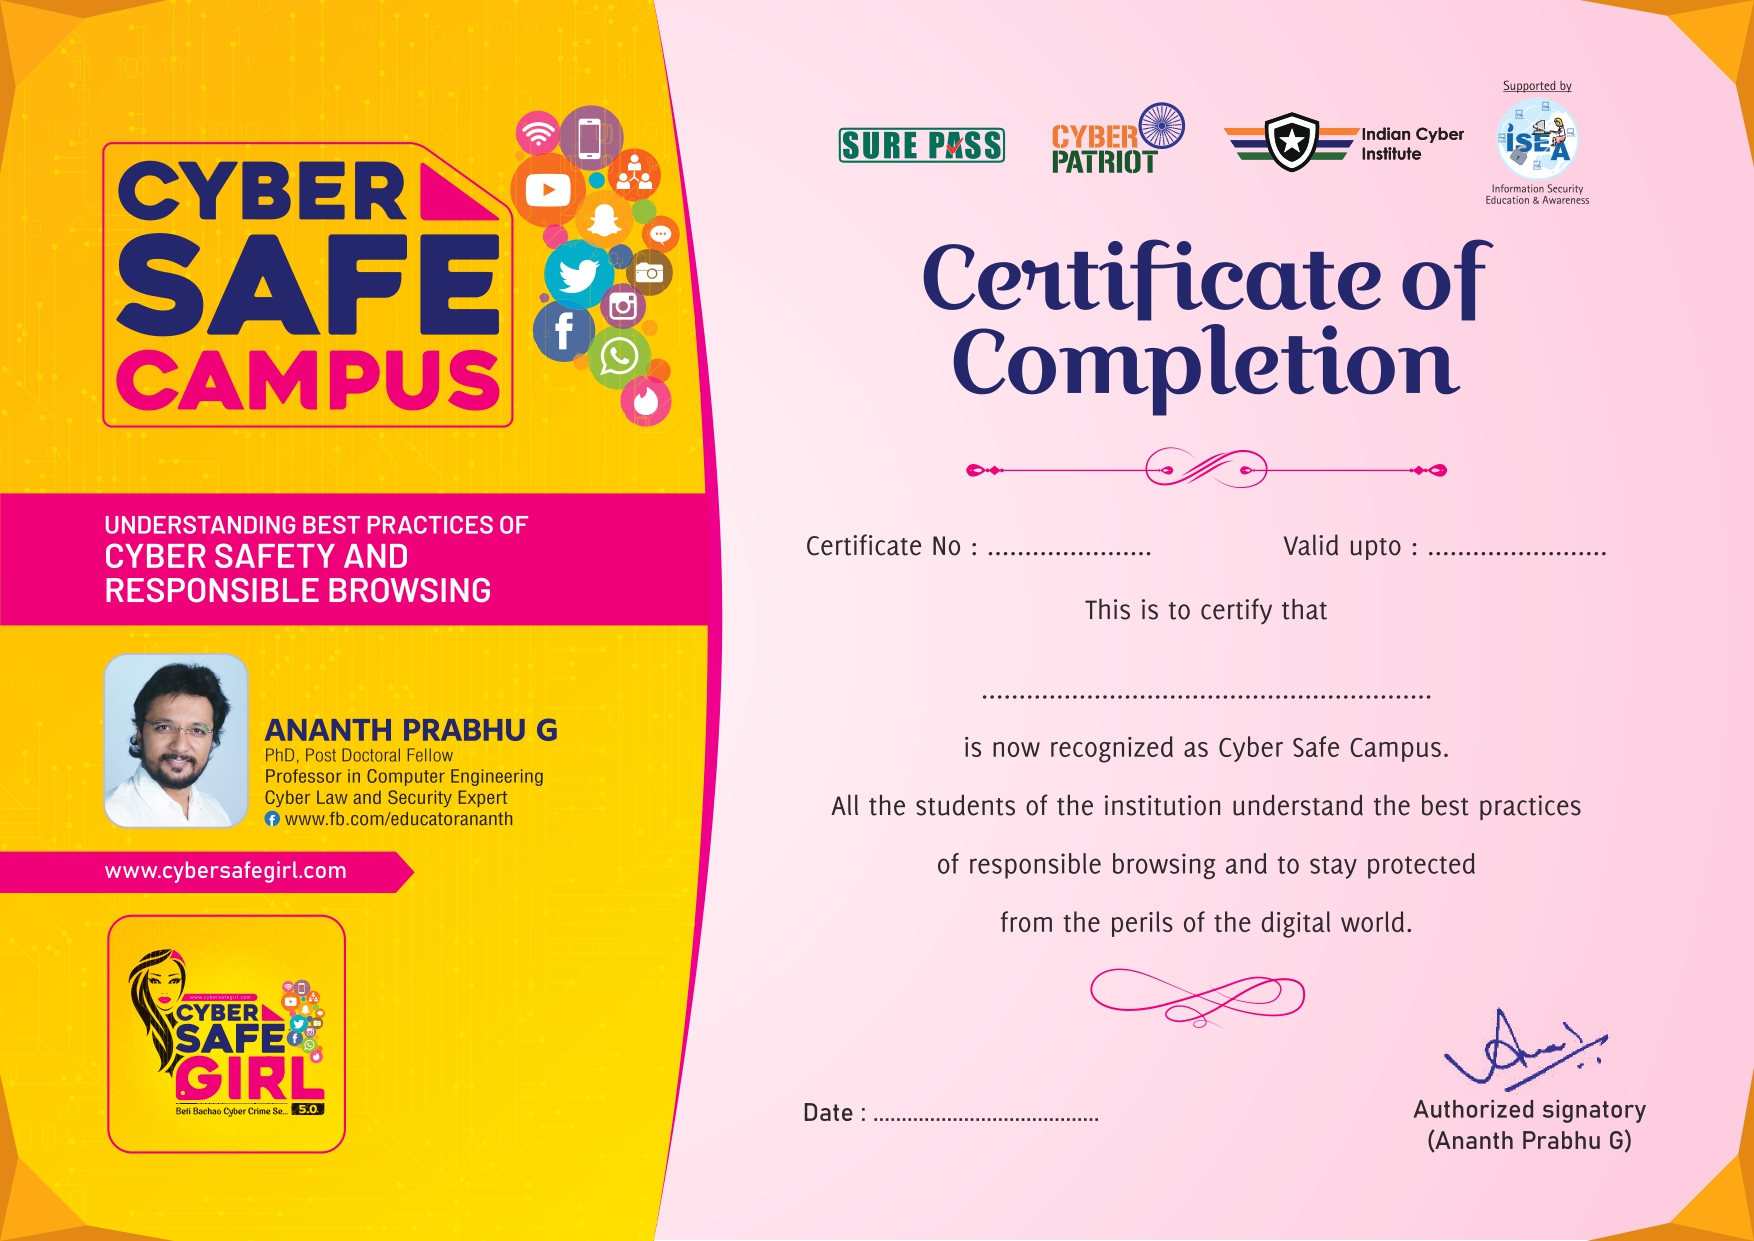 CYBER
SAFE
CAMPUS
UNDERSTANDING BEST PRACTICES OF
CYBER SAFETY AND
RESPONSIBLE BROWSING
ANANTH PRABHU G
PhD, Post Doctoral Fellow
Professor in Computer Engineering
Cyber Law and Security Expert
www.fb.com/educatorananth
www.cybersafegirl.com
www.cybersafegirl.com
CYBER
SAFE
GIRL
Beti Bachao Cyber Crime Se... 5.0
SURE PASS
CYBER
PATRIOT
Indian Cyber
Institute
Supported by
ISEA
Information Security
Education & Awareness
Certificate of
Completion
Certificate No : ...................... Valid upto : ........................
This is to certify that
............................................................
is now recognized as Cyber Safe Campus.
All the students of the institution understand the best practices
of responsible browsing and to stay protected
from the perils of the digital world.
Date : ........................................
Authorized signatory
(Ananth Prabhu G)